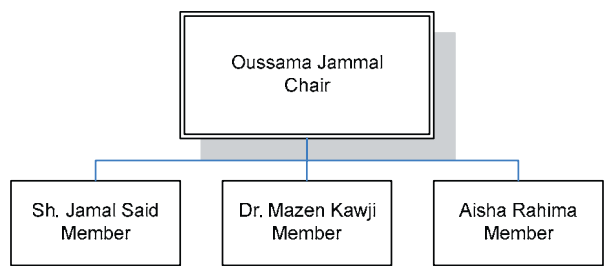 Oussama Jammal
Chair
Sh. Jamal Said
Member
Dr. Mazen Kawji
Member
Aisha Rahima
Member